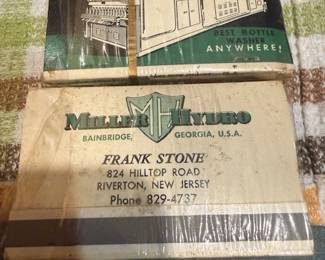 BEST BOTTLE
WASHER
ANYWHERE!
MILLER MH HYDRO
BAINBRIDGE, GEORGIA, U.S.A.
FRANK STONE
824 HILLTOP ROAD
RIVERTON, NEW JERSEY
Phone 829-4737